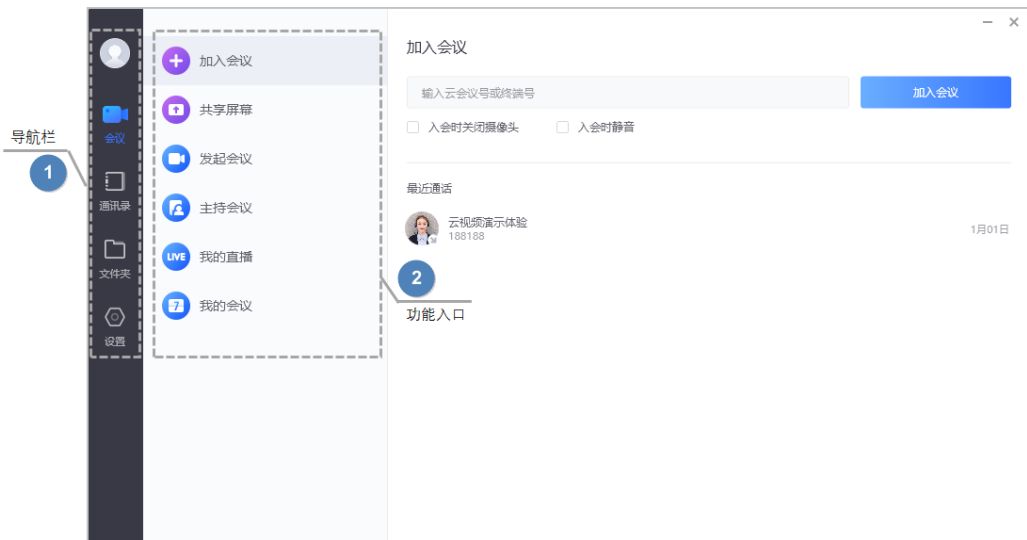 导航栏
1
会议
通讯录
文件夹
设置
加入会议
共享屏幕
发起会议
主持会议
LIVE 我的直播
7 我的会议
2
功能入口
加入会议
输入云会议号或终端号
加入会议
入会时关闭摄像头
入会时静音
最近通话
云视频演示体验
188188
1月01日